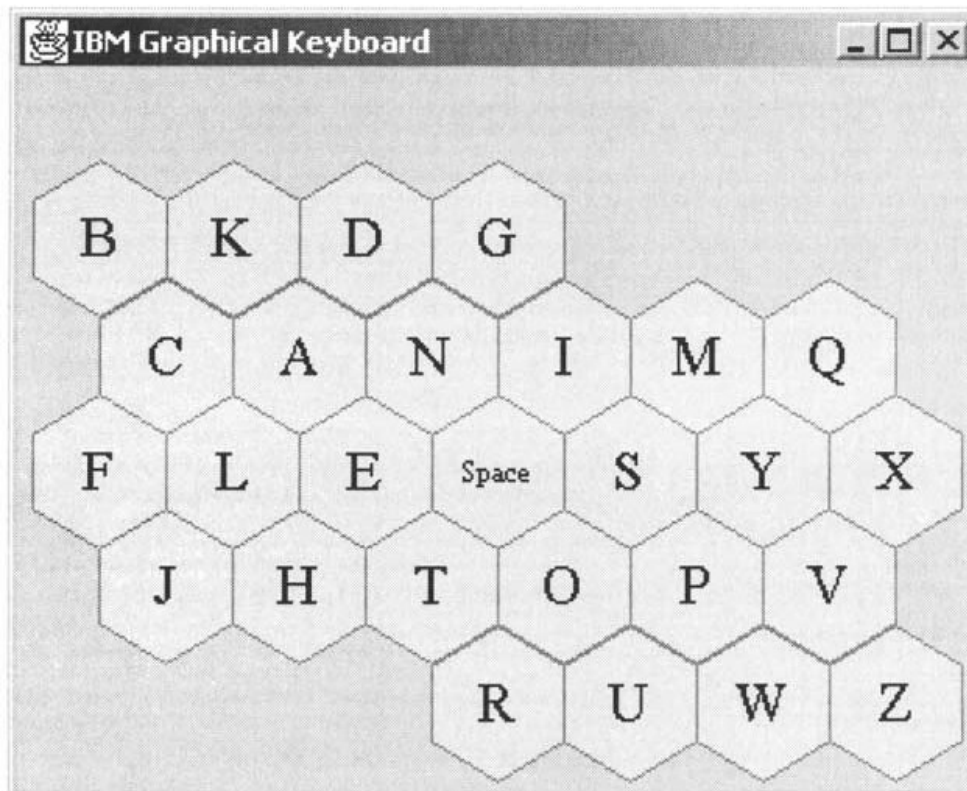 IBM Graphical Keyboard
B K D G
C A N I M Q
F L E Space S Y X
J H T O P V
R U W Z